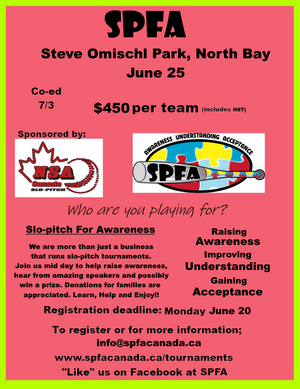 SPFA
Steve Omischl Park, North Bay
June 25
Co-ed
7/3
$450 per team (includes HST)
Sponsored by:
NSA
Canada
SLO-PITCH
AWARENESS UNDERSTANDING ACCEPTANCE
SPFA
Who are you playing for?
Slo-pitch For Awareness
We are more than just a business
that runs slo-pitch tournaments.
Join us mid day to help raise awareness,
hear from amazing speakers and possibly
win a prize. Donations for families are
appreciated. Learn, Help and Enjoy!!
Raising
Awareness
Improving
Understanding
Gaining
Acceptance
Registration deadline: Monday June 20
To register or for more information;
info@spfacanada.ca
www.spfacanada.ca/tournaments
"Like" us on Facebook at SPFA